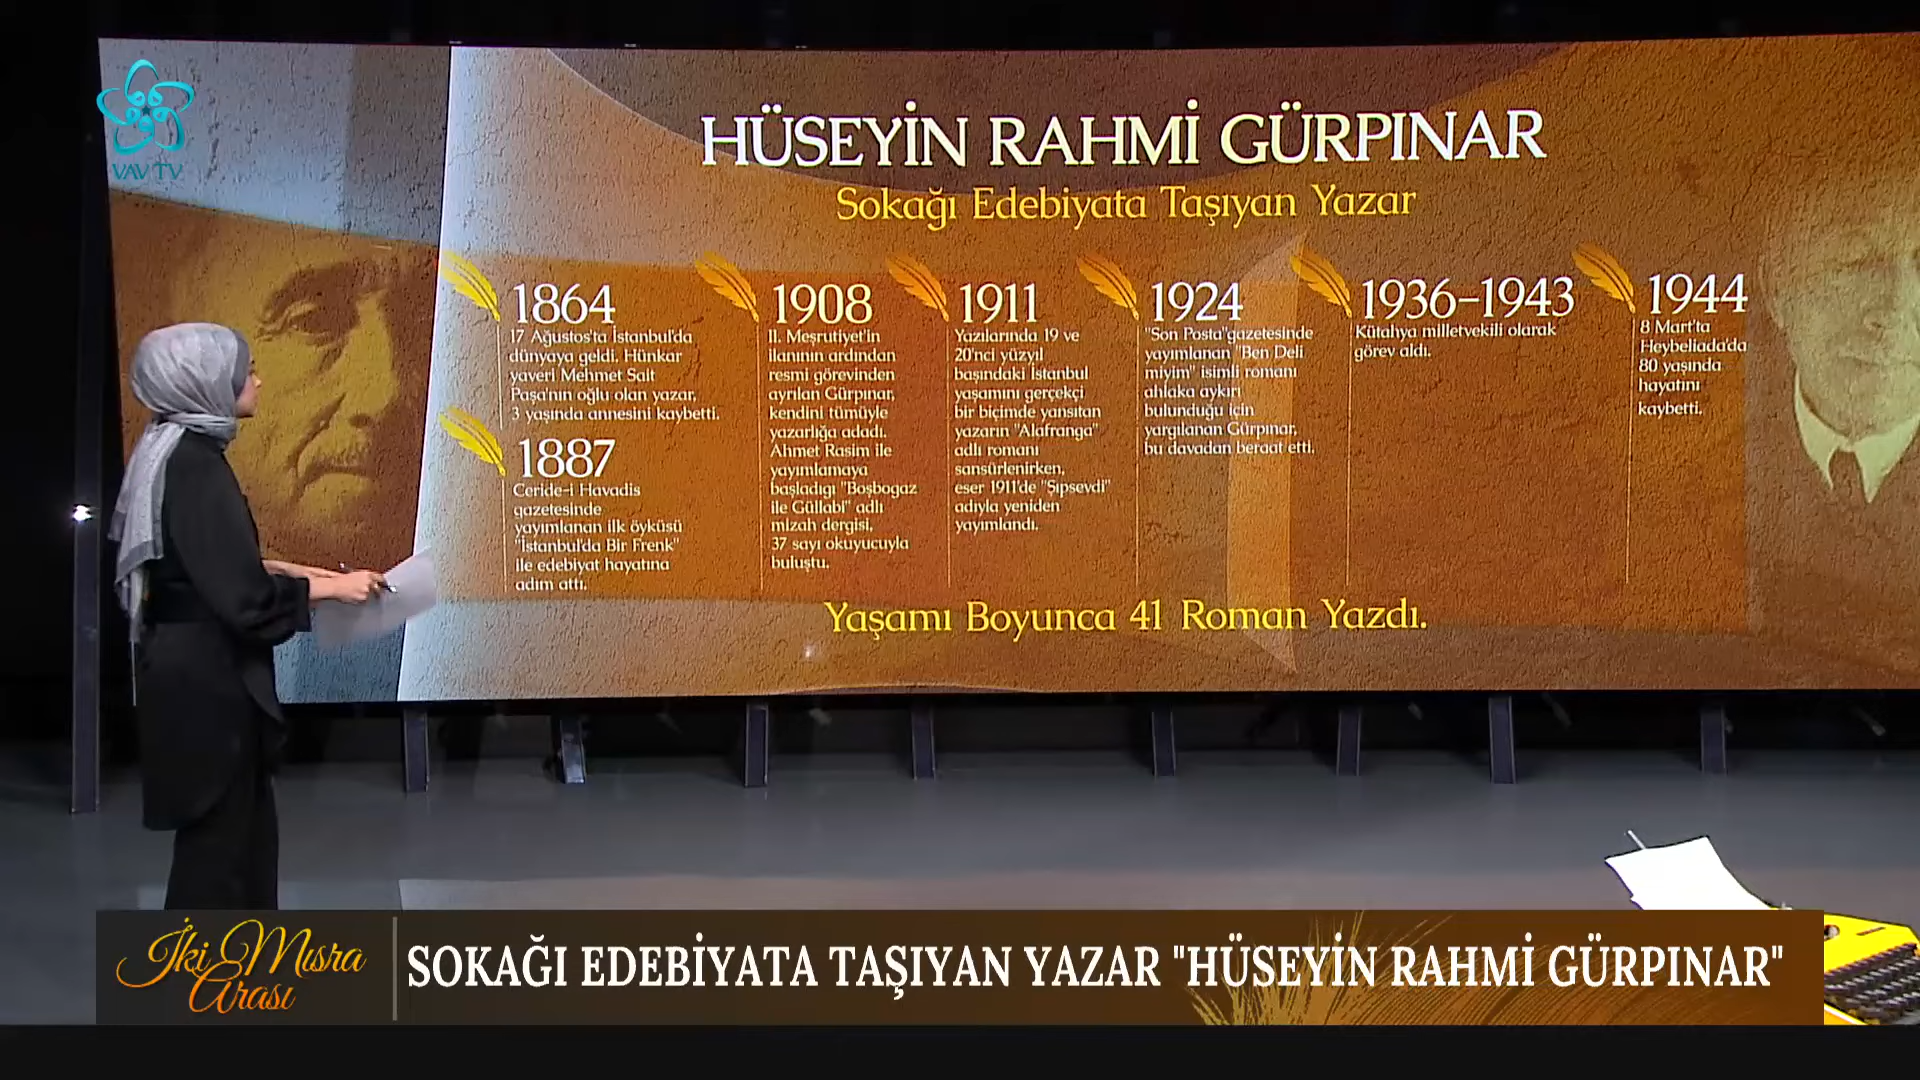 VAV TV
HÜSEYİN RAHMİ GÜRPINAR
Sokağı Edebiyata Taşıyan Yazar
1864
17 Ağustos'ta İstanbul'da
dünyaya geldi. Hünkar
yaveri Mehmet Sait
Paşa'nın oğlu olan yazar,
3 yaşında annesini kaybetti.
1887
Ceride-i Havadis
gazetesinde
yayımlanan ilk öyküsü
"İstanbul'da Bir Frenk"
ile edebiyat hayatına
adım attı.
1908
II. Meşrutiyet'in
ilanının ardından
resmi görevinden
ayrılan Gürpınar,
kendini tümüyle
yazarlığa adadı.
Ahmet Rasim ile
yayımlamaya
başladığı "Boşboğaz
ile Güllabi" adlı
mizah dergisi,
37 sayı okuyucuyla
buluştu.
1911
Yazılarında 19 ve
20'nci yüzyıl
başındaki İstanbul
yaşamını gerçekçi
bir biçimde yansıtan
yazarın "Alafranga"
adlı romanı
sansürlenirken,
eser 1911'de "Şıpsevdi"
adıyla yeniden
yayımlandı.
1924
"Son Posta"gazetesinde
yayımlanan "Ben Deli
miyim" isimli romanı
ahlaka aykırı
bulunduğu için
yargılanan Gürpınar,
bu davadan beraat etti.
1936-1943
Kütahya milletvekili olarak
görev aldı.
1944
8 Mart'ta
Heybeliada'da
80 yaşında
hayatını
kaybetti.
Yaşamı Boyunca 41 Roman Yazdı.
İki Mısra
Arası
SOKAĞI EDEBİYATA TAŞIYAN YAZAR "HÜSEYİN RAHMİ GÜRPINAR"